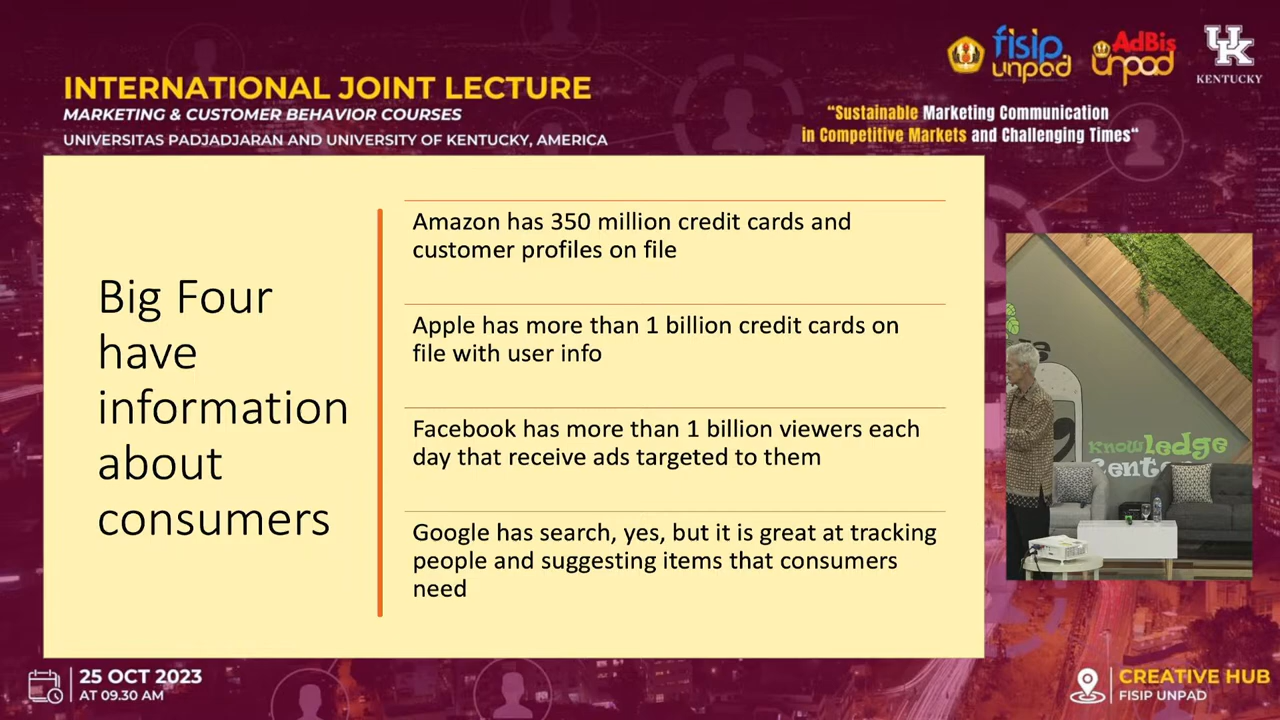 INTERNATIONAL JOINT LECTURE
MARKETING & CUSTOMER BEHAVIOR COURSES
UNIVERSITAS PADJADJARAN AND UNIVERSITY OF KENTUCKY, AMERICA
fisip
unpad
AdBis
unpad
UK
KENTUCKY
“Sustainable Marketing Communication
in Competitive Markets and Challenging Times“
Big Four
have
information
about
consumers
Amazon has 350 million credit cards and
customer profiles on file
Apple has more than 1 billion credit cards on
file with user info
Facebook has more than 1 billion viewers each
day that receive ads targeted to them
Google has search, yes, but it is great at tracking
people and suggesting items that consumers
need
Knowledge
25 OCT 2023
AT 09.30 AM
CREATIVE HUB
FISIP UNPAD